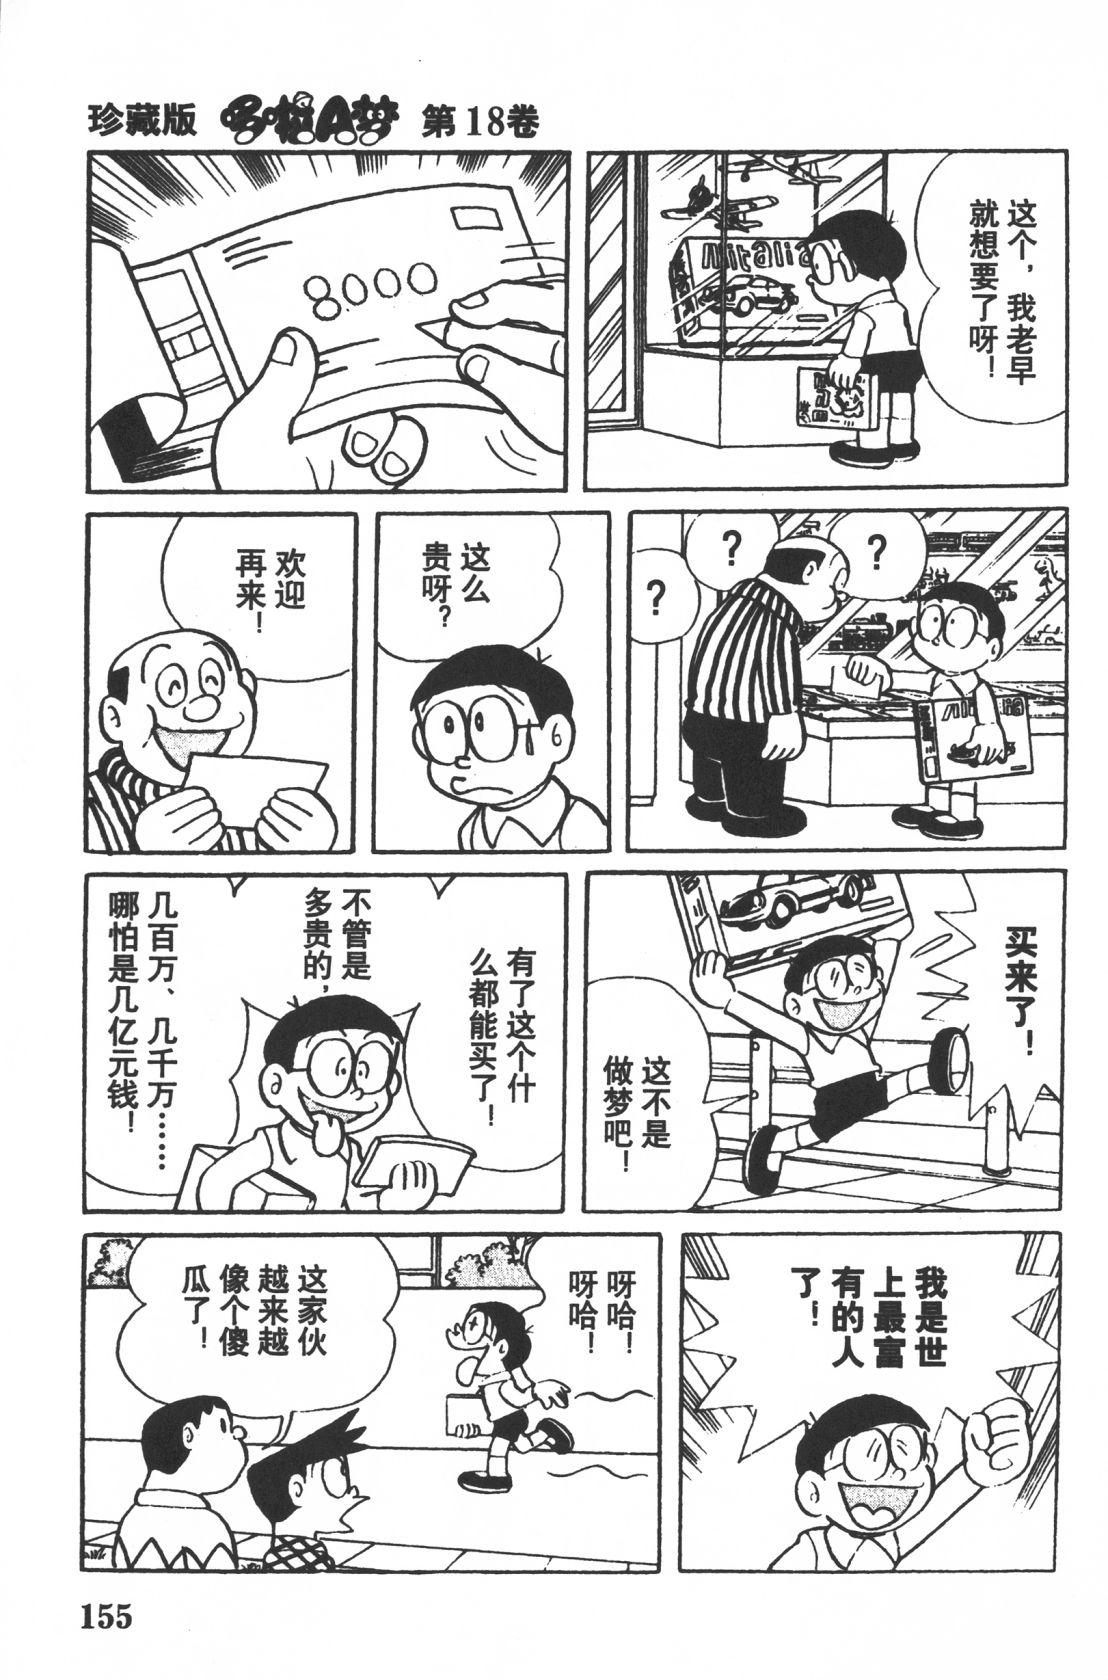 珍藏版 哆啦A梦 第18卷
这个，我老早
就想要了呀！
Mitalia
8000
？
？
？
这么
贵呀？
欢迎
再来！
买来了！
这不是
做梦吧！
有了这个什
么都能买了！
不管是
多贵的，
几百万、几千万……
哪怕是几亿元钱！
我是世
上最富
有的人
了！
呀哈！
呀哈！
这家伙
越来越
像个傻
瓜了！
155